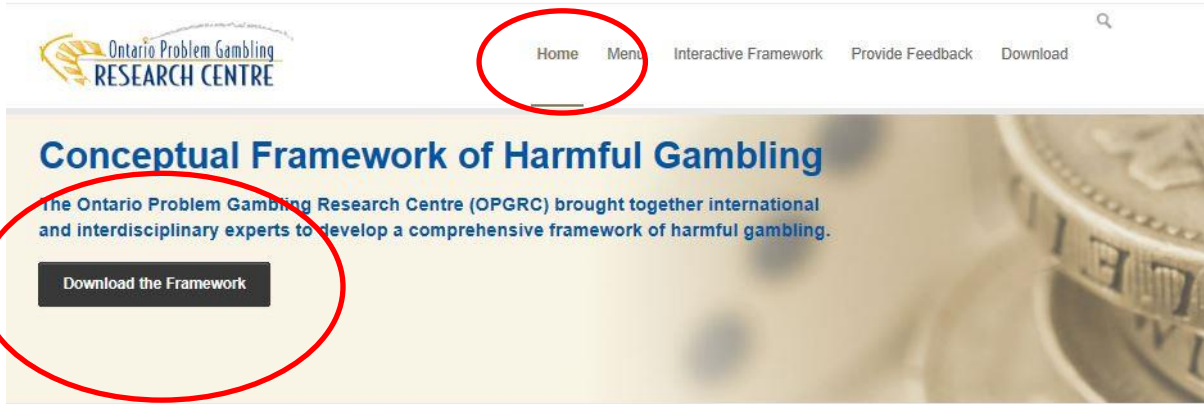 Ontario Problem Gambling
RESEARCH CENTRE
Home Menu Interactive Framework Provide Feedback Download
Conceptual Framework of Harmful Gambling
The Ontario Problem Gambling Research Centre (OPGRC) brought together international
and interdisciplinary experts to develop a comprehensive framework of harmful gambling.
Download the Framework